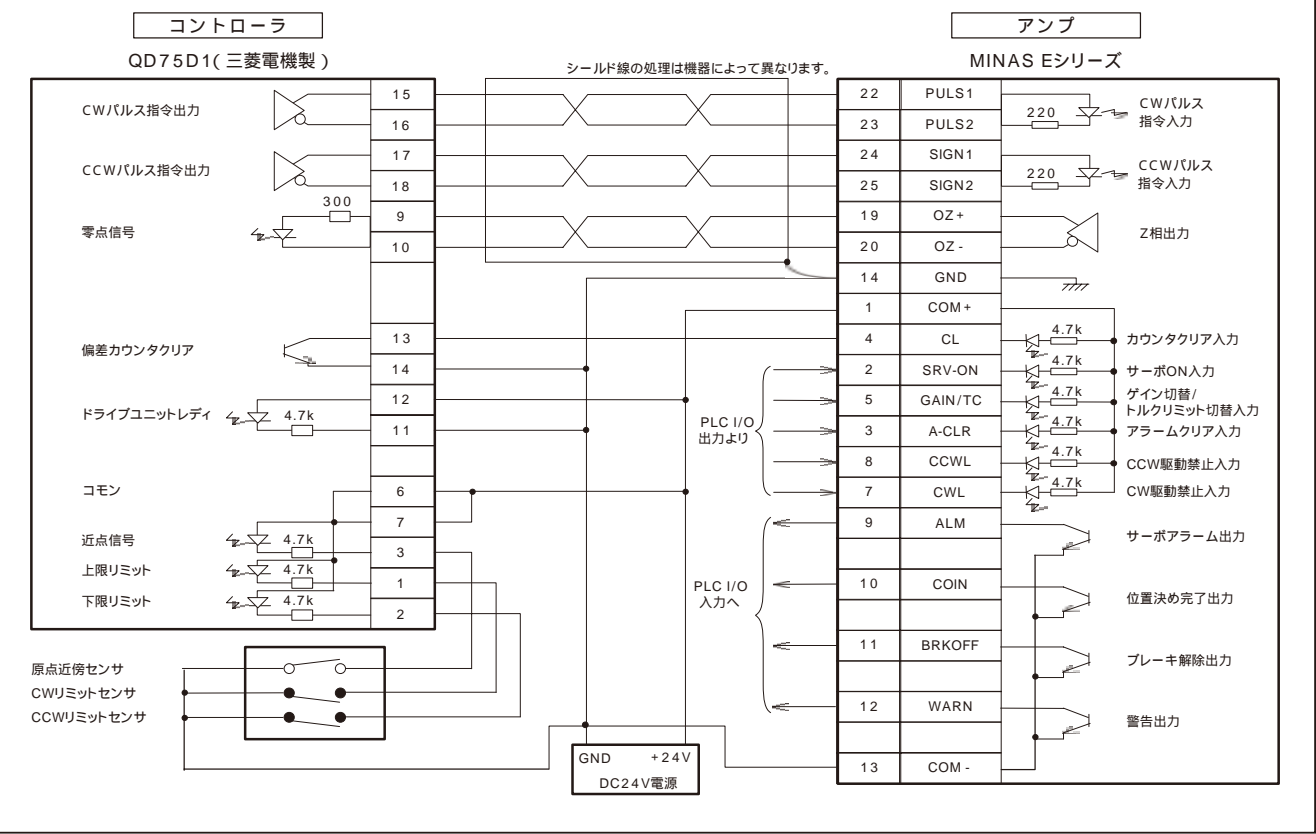 コントローラ
アンプ
QD75D1(三菱電機製)
MINAS Eシリーズ
シールド線の処理は機器によって異なります。
CWパルス指令出力
15
16
22 PULS1
23 PULS2
220
CWパルス
指令入力
CCWパルス指令出力
17
18
24 SIGN1
25 SIGN2
220
CCWパルス
指令入力
零点信号
300
9
10
19 OZ+
20 OZ-
Z相出力
14 GND
1 COM+
偏差カウンタクリア
13
14
4 CL
4.7k
カウンタクリア入力
2 SRV-ON
4.7k
サーボON入力
ドライブユニットレディ
4.7k
12
11
PLC I/O
出力より
5 GAIN/TC
4.7k
ゲイン切替/
トルクリミット切替入力
3 A-CLR
4.7k
アラームクリア入力
8 CCWL
4.7k
CCW駆動禁止入力
コモン
6
7
7 CWL
4.7k
CW駆動禁止入力
近点信号
4.7k
3
上限リミット
4.7k
1
下限リミット
4.7k
2
PLC I/O
入力へ
9 ALM
サーボアラーム出力
10 COIN
位置決め完了出力
11 BRKOFF
ブレーキ解除出力
12 WARN
警告出力
13 COM-
原点近傍センサ
CWリミットセンサ
CCWリミットセンサ
GND +24V
DC24V電源